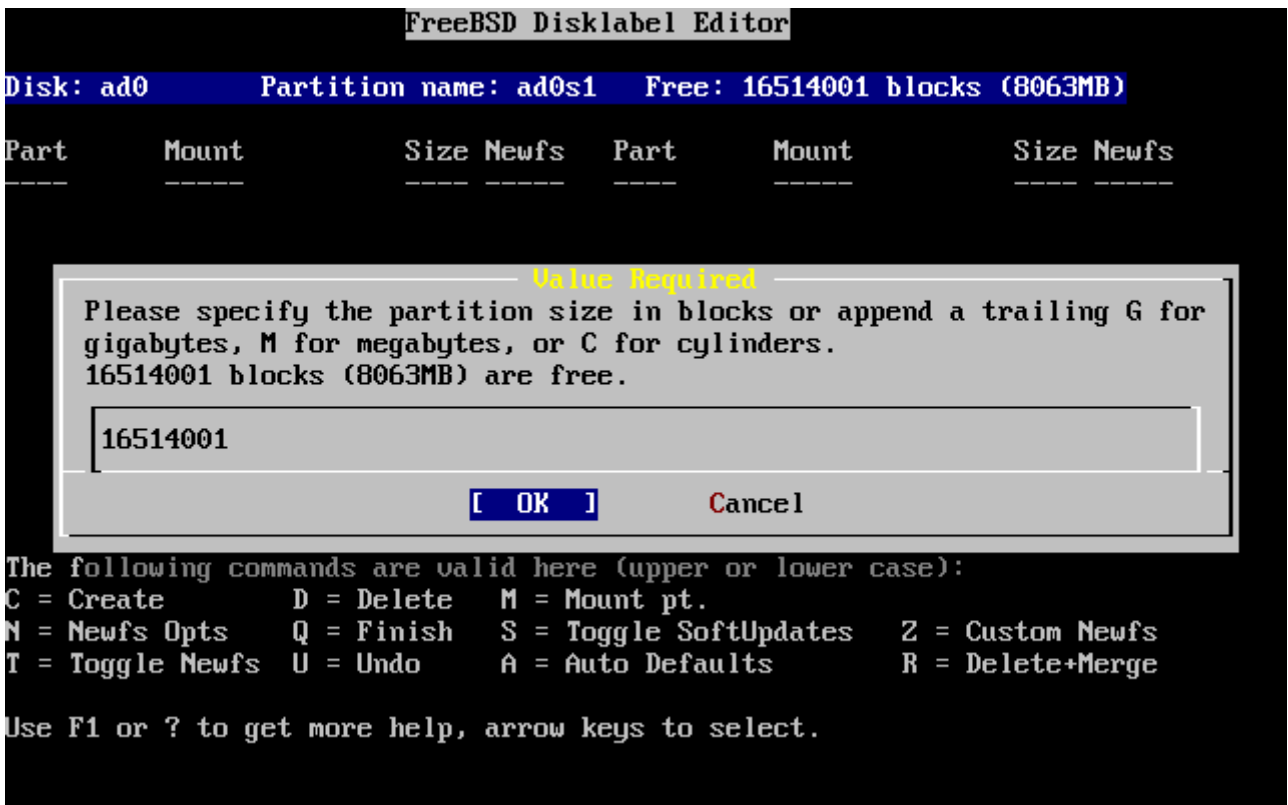 FreeBSD Disklabel Editor
Disk: ad0 Partition name: ad0s1 Free: 16514001 blocks (8063MB)
Part Mount Size Newfs Part Mount Size Newfs
---- ----- ---- ----- ---- ----- ---- -----
Value Required
Please specify the partition size in blocks or append a trailing G for
gigabytes, M for megabytes, or C for cylinders.
16514001 blocks (8063MB) are free.
16514001
[ OK ] Cancel
The following commands are valid here (upper or lower case):
C = Create D = Delete M = Mount pt.
N = Newfs Opts Q = Finish S = Toggle SoftUpdates Z = Custom Newfs
T = Toggle Newfs U = Undo A = Auto Defaults R = Delete+Merge
Use F1 or ? to get more help, arrow keys to select.